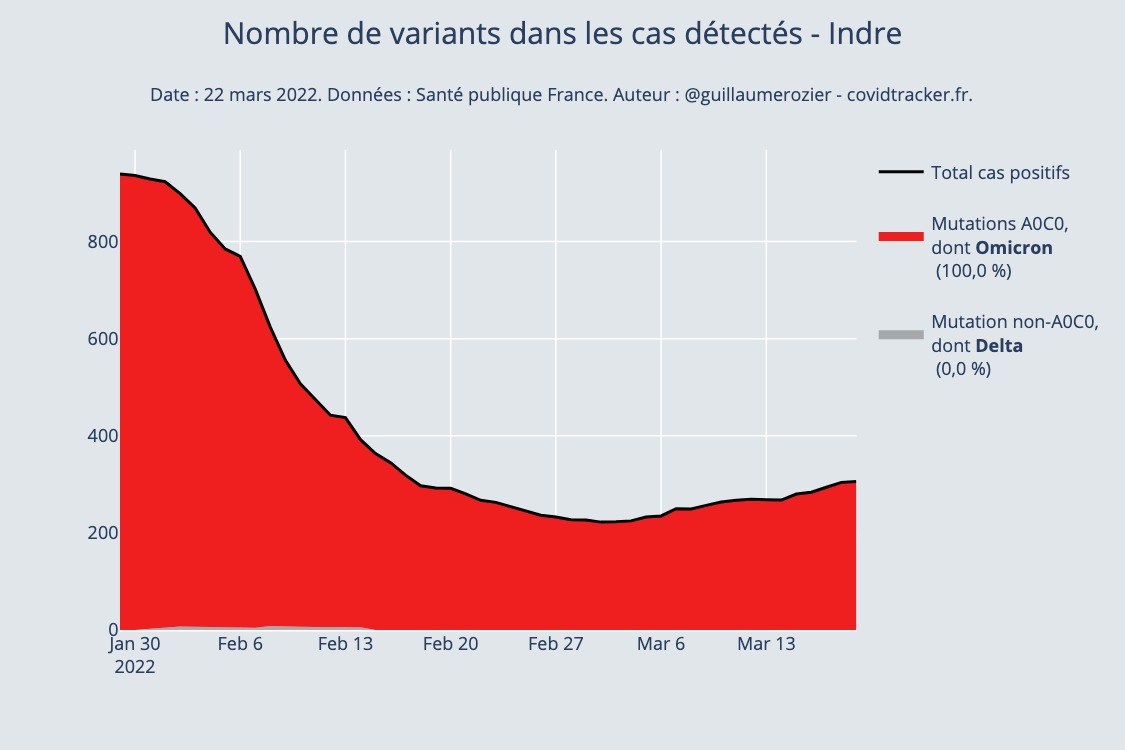 Nombre de variants dans les cas détectés - Indre
Date : 22 mars 2022. Données : Santé publique France. Auteur : @guillaumerozier - covidtracker.fr.
Total cas positifs
Mutations A0C0,
dont Omicron
(100,0 %)
Mutation non-A0C0,
dont Delta
(0,0 %)
800
600
400
200
0
Jan 30
2022
Feb 6
Feb 13
Feb 20
Feb 27
Mar 6
Mar 13